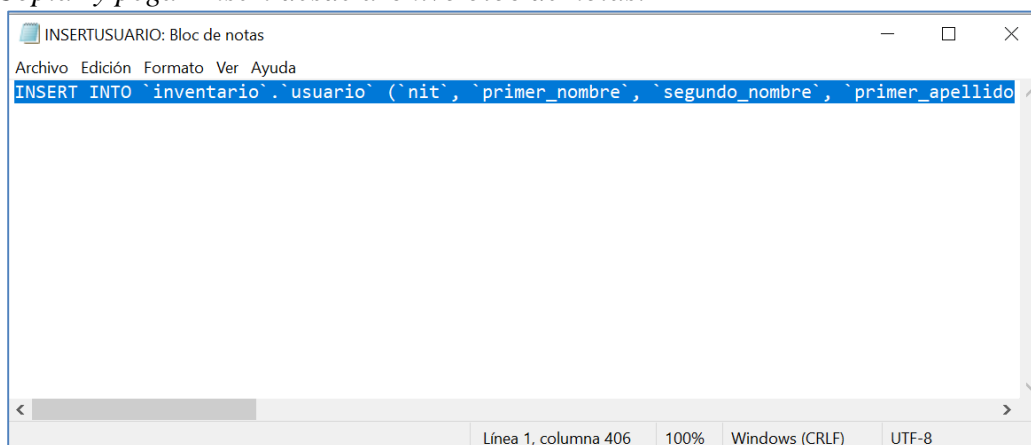 INSERTUSUARIO: Bloc de notas
Archivo Edición Formato Ver Ayuda
INSERT INTO `inventario`.`usuario` (`nit`, `primer_nombre`, `segundo_nombre`, `primer_apellido
Línea 1, columna 406 100% Windows (CRLF) UTF-8